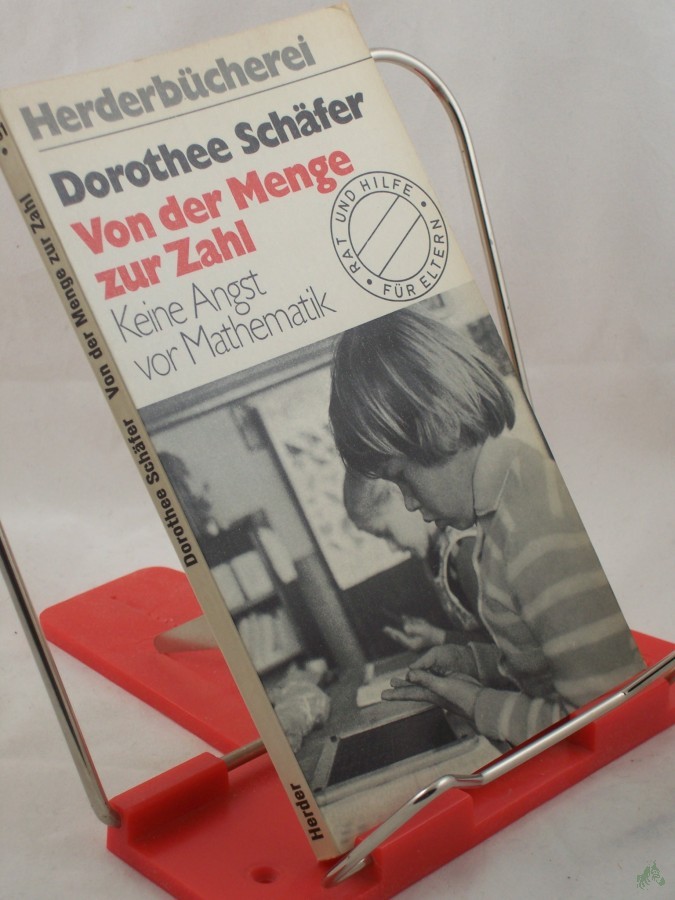 Herderbücherei
Dorothee Schäfer
Von der Menge
zur Zahl
Keine Angst
vor Mathematik
• RAT UND HILFE •
FÜR ELTERN
Dorothee Schäfer Von der Menge zur Zahl
Herder